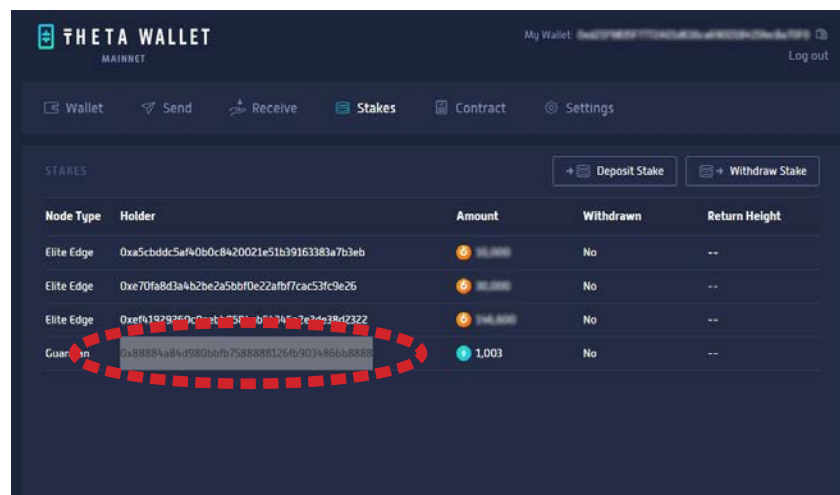 THETA WALLET
MAINNET
My Wallet:
Log out
Wallet Send Receive Stakes Contract Settings
STAKES
Deposit Stake Withdraw Stake
Node Type Holder Amount Withdrawn Return Height
Elite Edge 0xa5cbddc5af40b0c8420021e51b39163383a7b3eb No --
Elite Edge 0xe70fa8d3a4b2be2a5bbf0e22afbf7cac53fc9e26 No --
Elite Edge No --
0x88884a84d980bbfb7588888126fb903486bb8888 1,003 No --